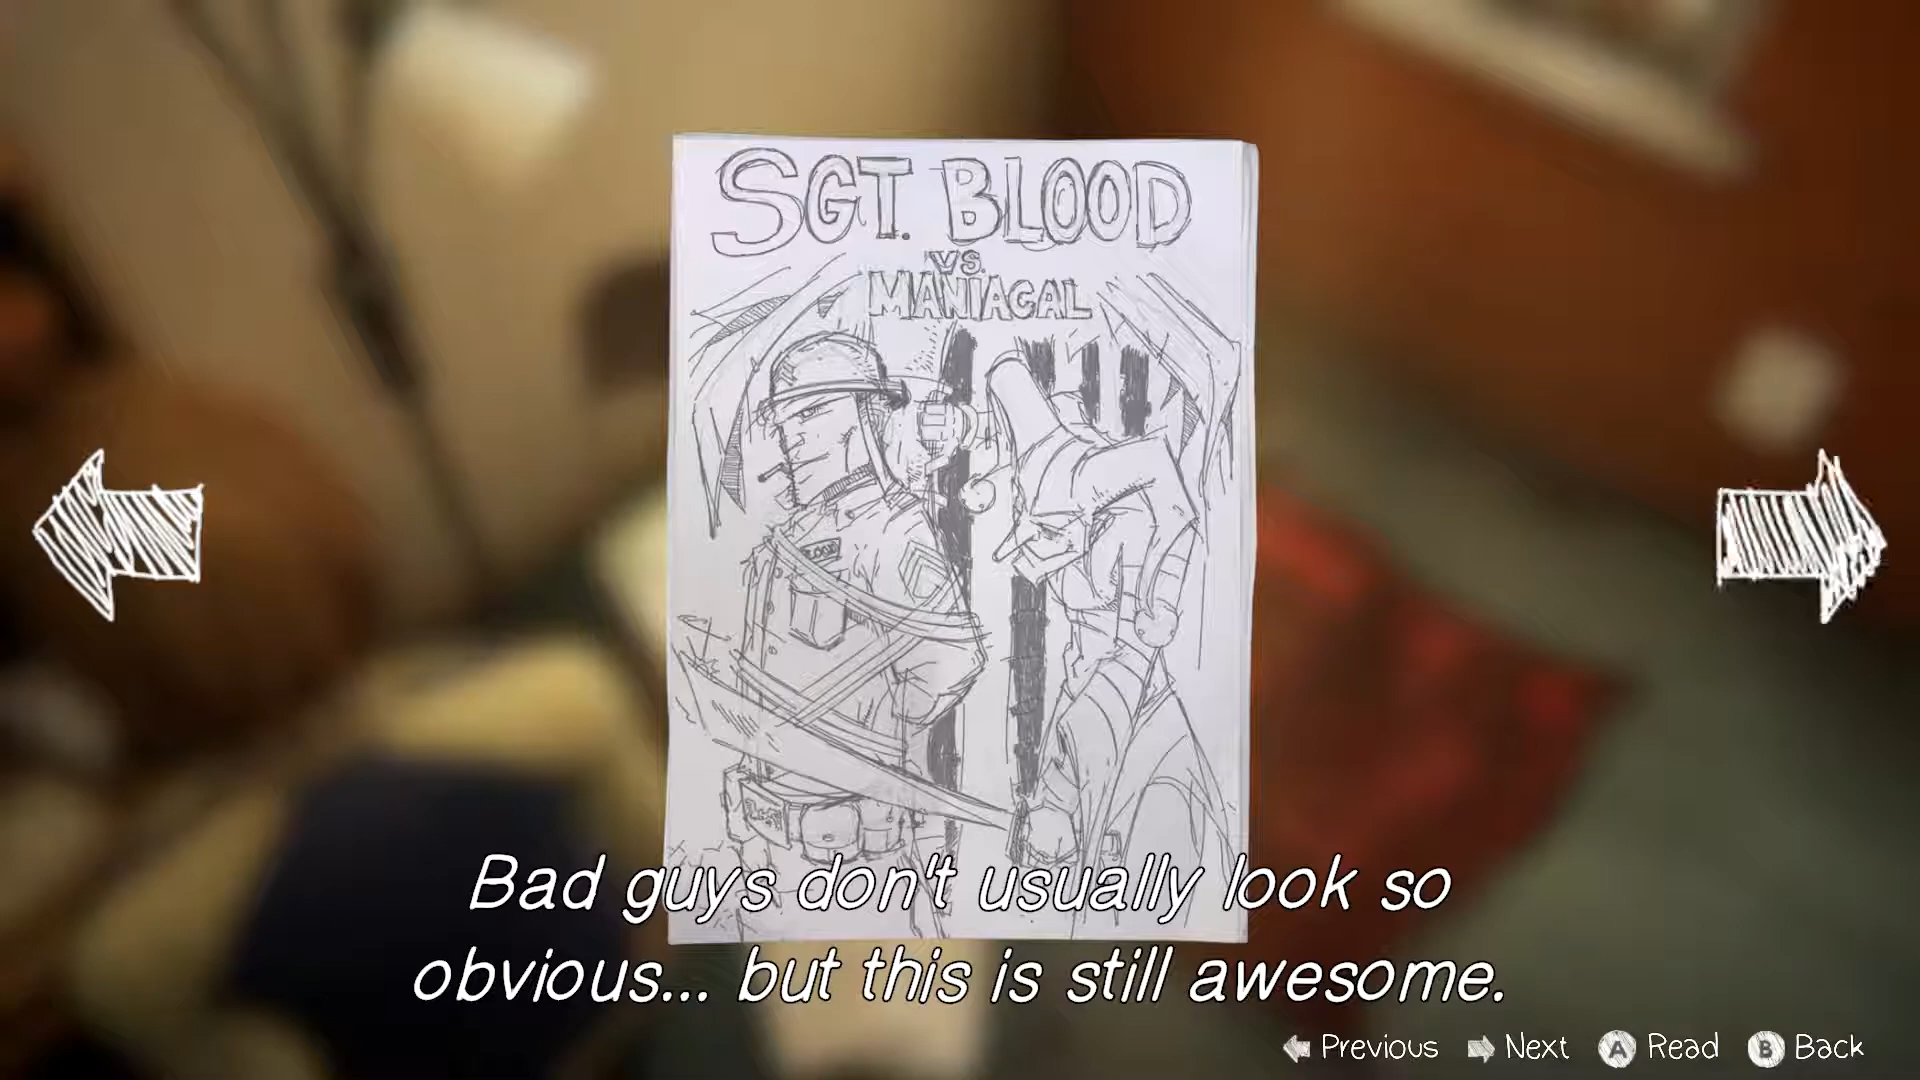 SGT. BLOOD
VS.
MANIACAL
BLOOD
Bad guys don't usually look so
obvious... but this is still awesome.
Previous Next A Read B Back